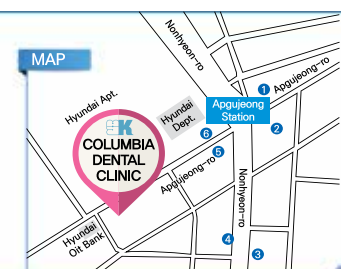 MAP
Nonhyeon-ro
Apgujeong-ro
Hyundai Apt.
Hyundai
Dept.
Apgujeong
Station
1
2
6
5
K
COLUMBIA
DENTAL
CLINIC
Apgujeong-ro
Nonhyeon-ro
Hyundai
Oit Bank
4
3